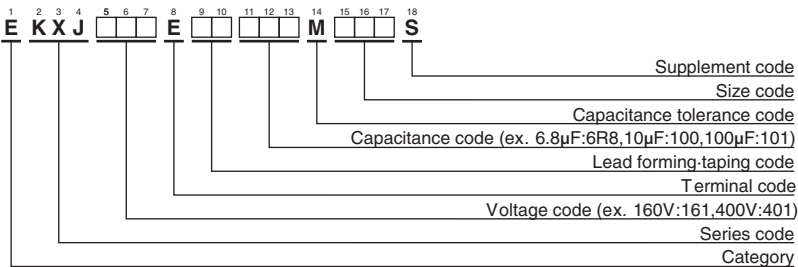 1 2 3 4 5 6 7 8 9 10 11 12 13 14 15 16 17 18
E K X J E M S
Supplement code
Size code
Capacitance tolerance code
Capacitance code (ex. 6.8μF:6R8,10μF:100,100μF:101)
Lead forming·taping code
Terminal code
Voltage code (ex. 160V:161,400V:401)
Series code
Category